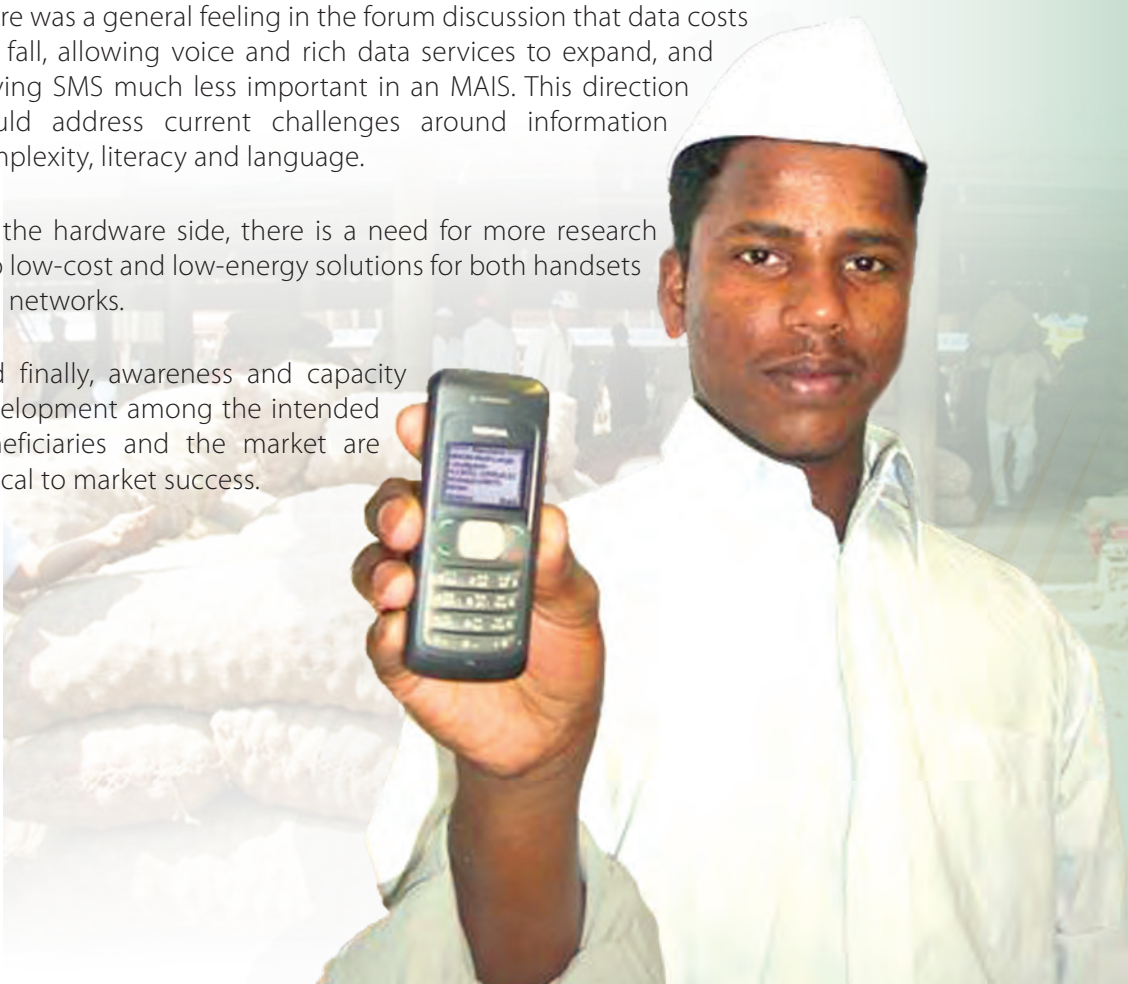 re was a general feeling in the forum discussion that data costs
fall, allowing voice and rich data services to expand, and
ving SMS much less important in an MAIS. This direction
uld address current challenges around information
nplexity, literacy and language.
the hardware side, there is a need for more research
o low-cost and low-energy solutions for both handsets
networks.
d finally, awareness and capacity
velopment among the intended
neficiaries and the market are
ical to market success.